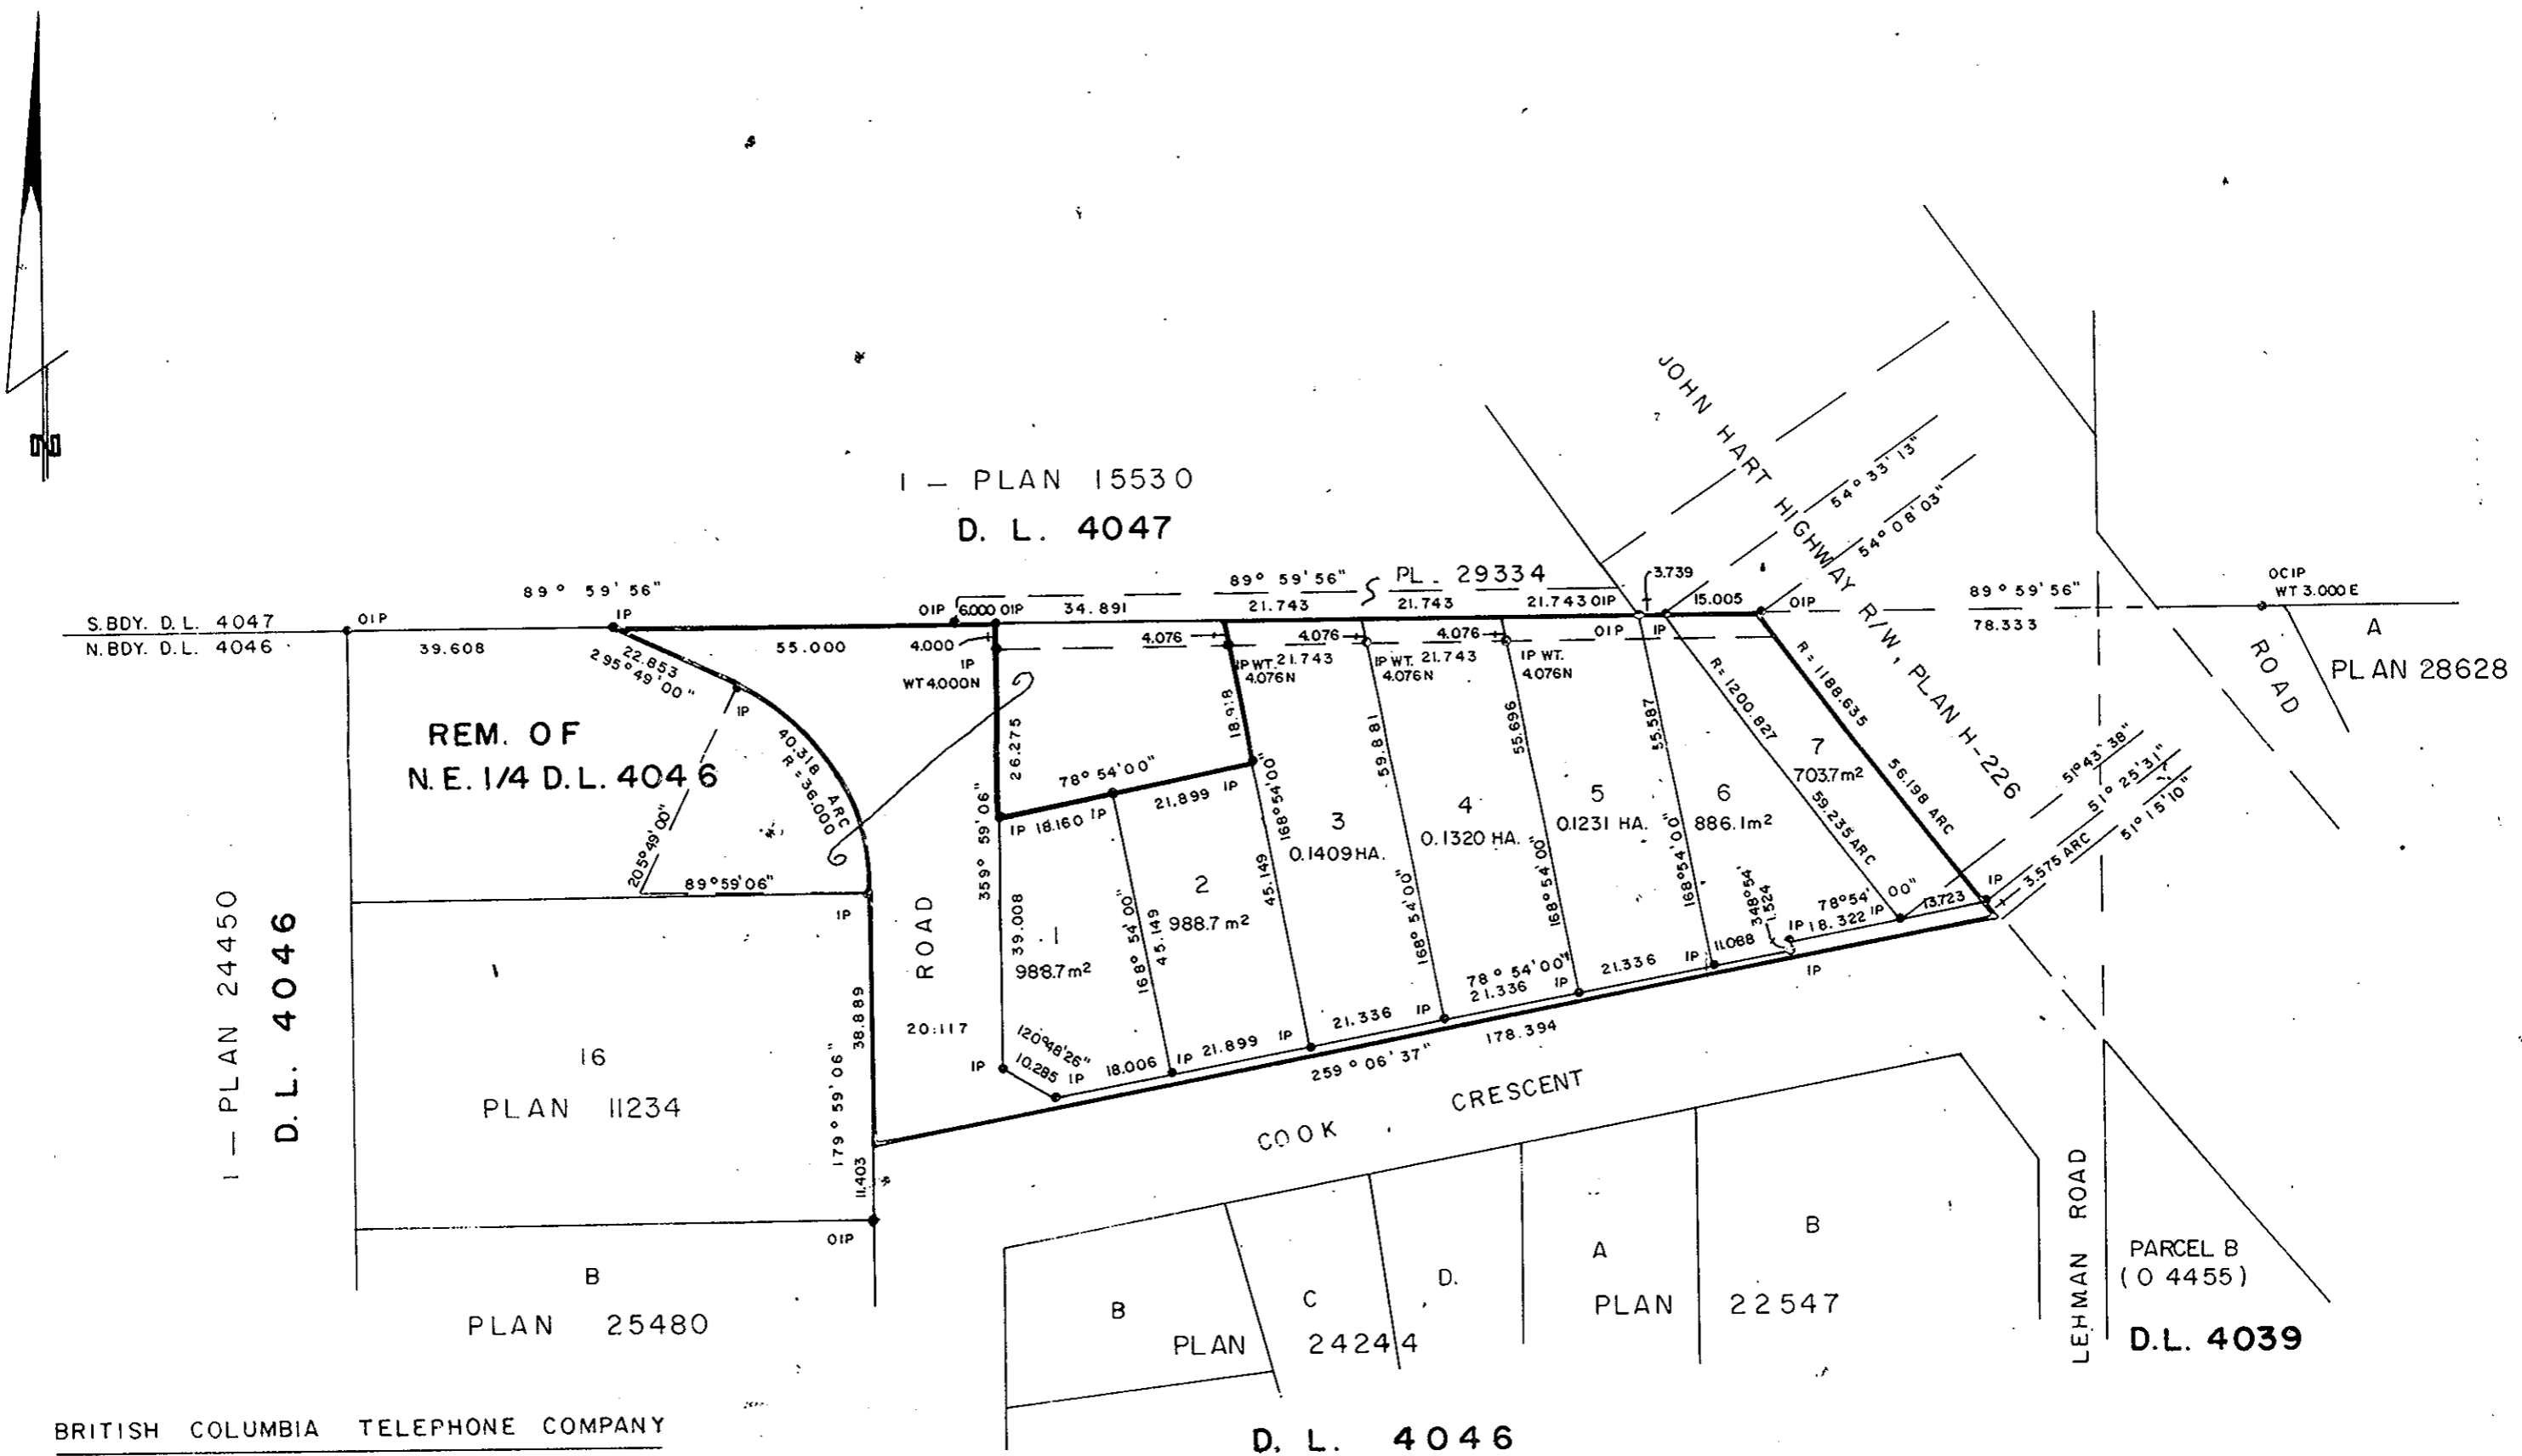 N
1 – PLAN 15530
D. L. 4047
JOHN HART HIGHWAY R/W, PLAN H-226
54° 33' 13"
54° 08' 03"
89° 59' 56"
89° 59' 56"
PL. 29334
3.739
89° 59' 56"
78.333
OCIP
WT 3.000 E
S. BDY. D. L. 4047
N. BDY. D.L. 4046
OIP
IP
OIP 6.000 OIP
34.891
21.743
21.743
21.743 OIP
15.005
OIP
39.608
22.853
295°49'00"
55.000
4.000
IP
WT 4.000N
4.076
4.076
4.076
OIP
IP
IP WT. 21.743
4.076N
IP WT. 21.743
4.076N
IP WT.
4.076N
A
PLAN 28628
ROAD
REM. OF
N. E. 1/4 D. L. 4046
IP
40.318 ARC
R = 36.000
205°49'00"
89°59'06"
IP
26.275
18.918
78° 54'00"
IP 18.160 IP
21.899 IP
359° 59' 06"
39.008
168° 54' 00"
45.149
168°54'00"
45.149
59.881
168° 54'00"
55.696
168° 54' 00"
55.587
168°54'00"
R = 1200.827
59.235 ARC
R = 1188.635
56.198 ARC
1
988.7 m2
2
988.7 m2
3
0.1409 HA.
4
0.1320 HA.
5
0.1231 HA.
6
886.1m2
7
703.7m2
51°43' 38"
51° 25'31"
51° 15'10"
3.575 ARC
348°54'
1.524
78°54' 00"
IP 18.322 IP
13.723
IP
11.088
IP
IP
21.336
78° 54'00"
21.336 IP
21.336 IP
IP 21.899
18.006
120°48'26"
10.285 IP
IP
20.117
ROAD
178.394
259° 06' 37"
COOK CRESCENT
1 – PLAN 24450
D. L. 4046
16
PLAN 11234
38.889
179° 59' 06"
11.403
OIP
B
PLAN 25480
B
C
D.
PLAN 24244
A
B
PLAN 22547
LEHMAN ROAD
PARCEL B
( O 4455 )
D.L. 4039
BRITISH COLUMBIA TELEPHONE COMPANY
D. L. 4046